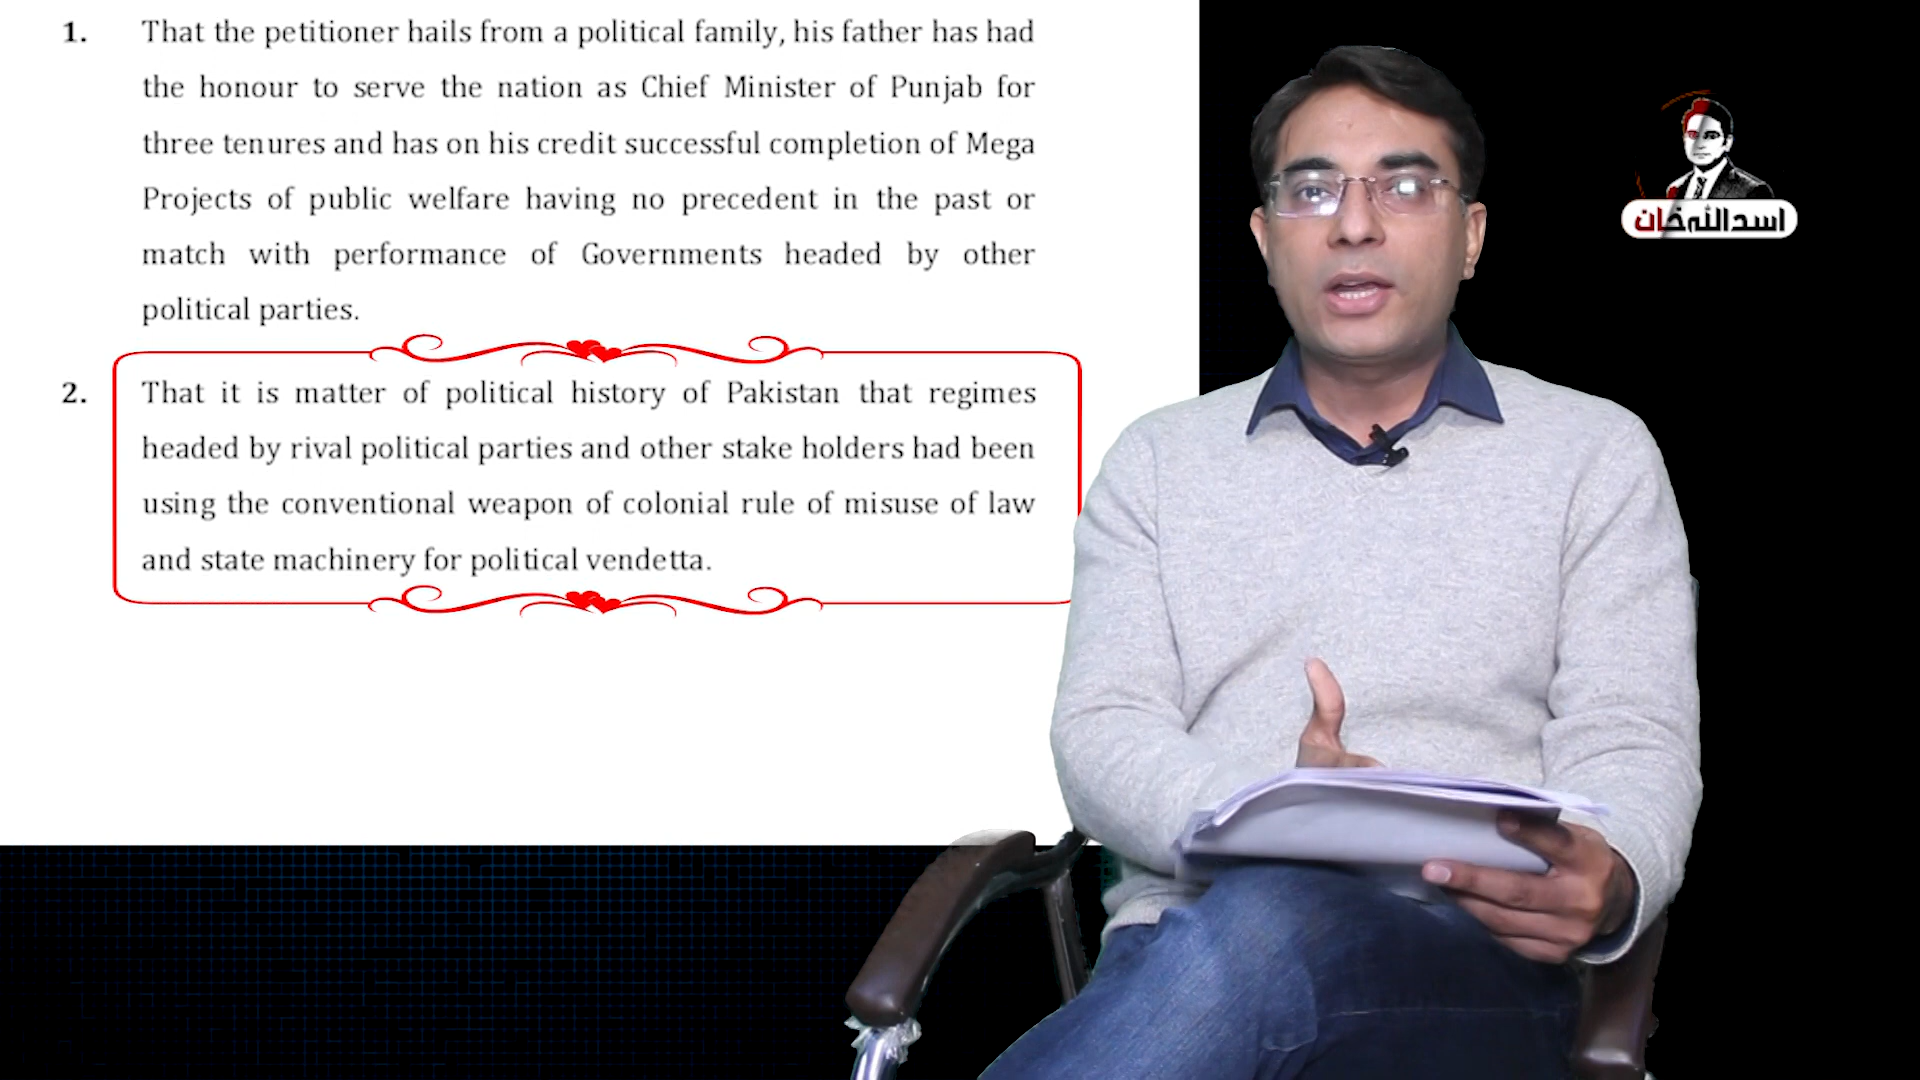 1. That the petitioner hails from a political family, his father has had
the honour to serve the nation as Chief Minister of Punjab for
three tenures and has on his credit successful completion of Mega
Projects of public welfare having no precedent in the past or
match with performance of Governments headed by other
political parties.
2. That it is matter of political history of Pakistan that regimes
headed by rival political parties and other stake holders had been
using the conventional weapon of colonial rule of misuse of law
and state machinery for political vendetta.
اسد اللہ خان